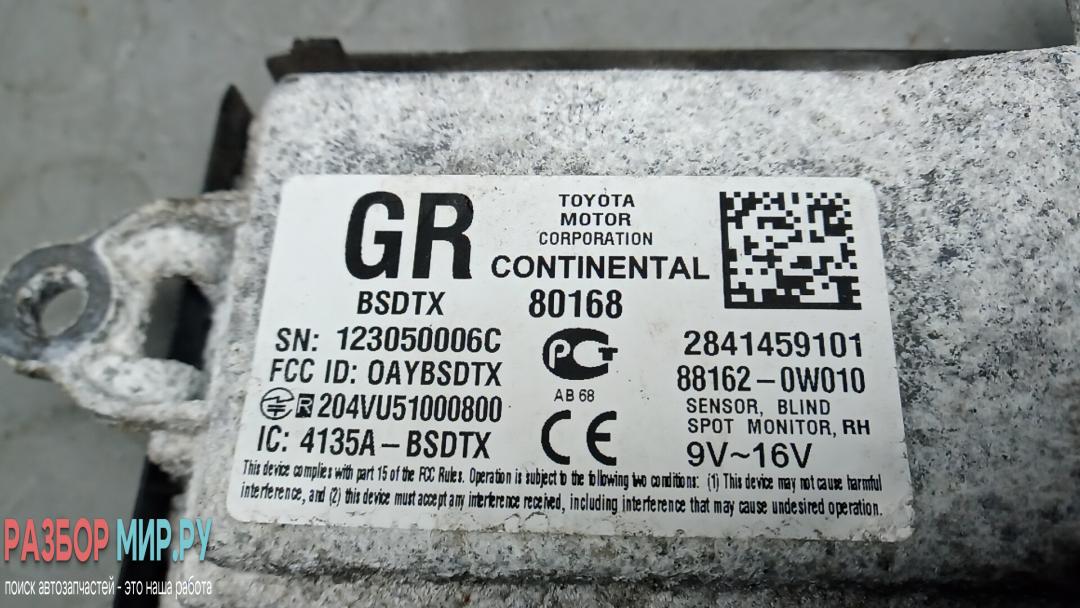 GR
TOYOTA
MOTOR
CORPORATION
CONTINENTAL
BSDTX
80168
SN: 123050006C
FCC ID: OAYBSDTX
R 204VU51000800
IC: 4135A-BSDTX
РСТ
АВ 68
CE
2841459101
88162-0W010
SENSOR, BLIND
SPOT MONITOR, RH
9V~16V
This device complies with part 15 of the FCC Rules. Operation is subject to the following two conditions: (1) This device may not cause harmful
interference, and (2) this device must accept any interference received, including interference that may cause undesired operation.
РАЗБОР МИР.РУ
поиск автозапчастей - это наша работа